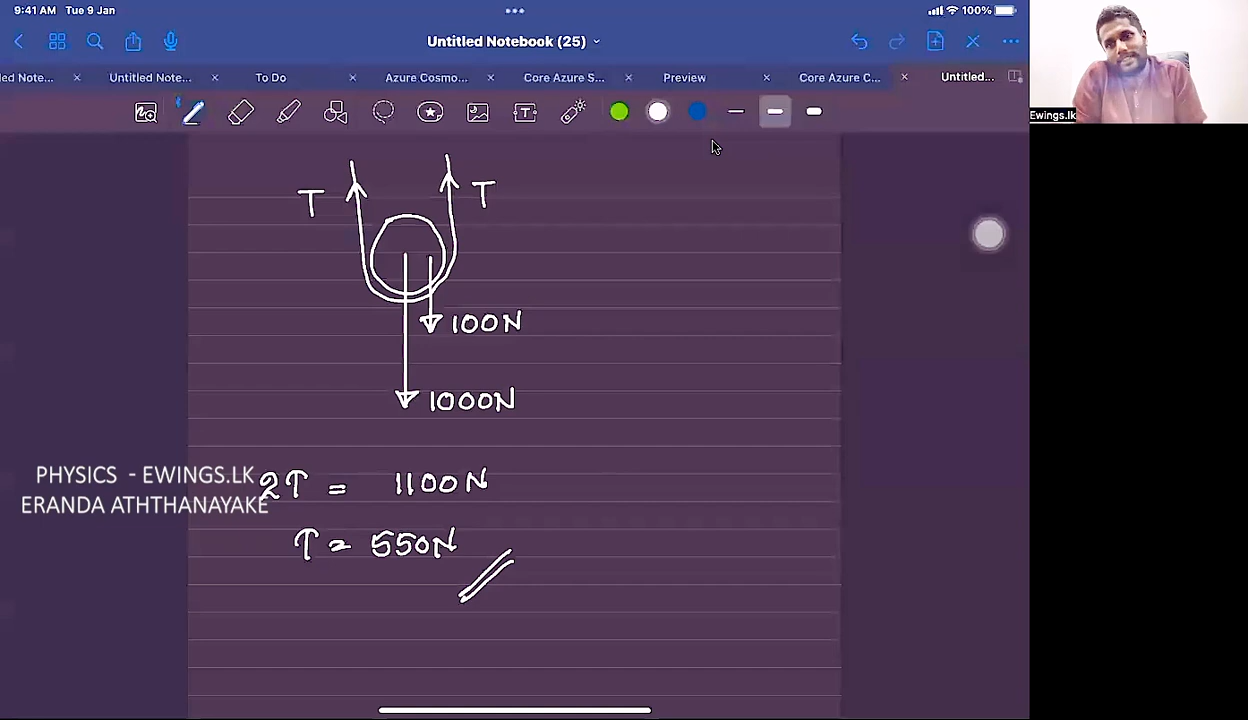 9:41 AM Tue 9 Jan
100%
Untitled Notebook (25)
led Note...
Untitled Note...
To Do
Azure Cosmo...
Core Azure S...
Preview
Core Azure C...
Untitled...
Ewings.lk
T
T
100N
1000N
PHYSICS - EWINGS.LK
ERANDA ATHTHANAYAKE
2T = 1100N
T = 550N